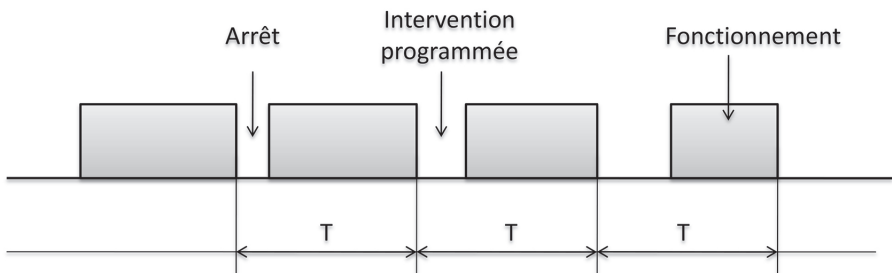 Arrêt
Intervention
programmée
Fonctionnement
T
T
T